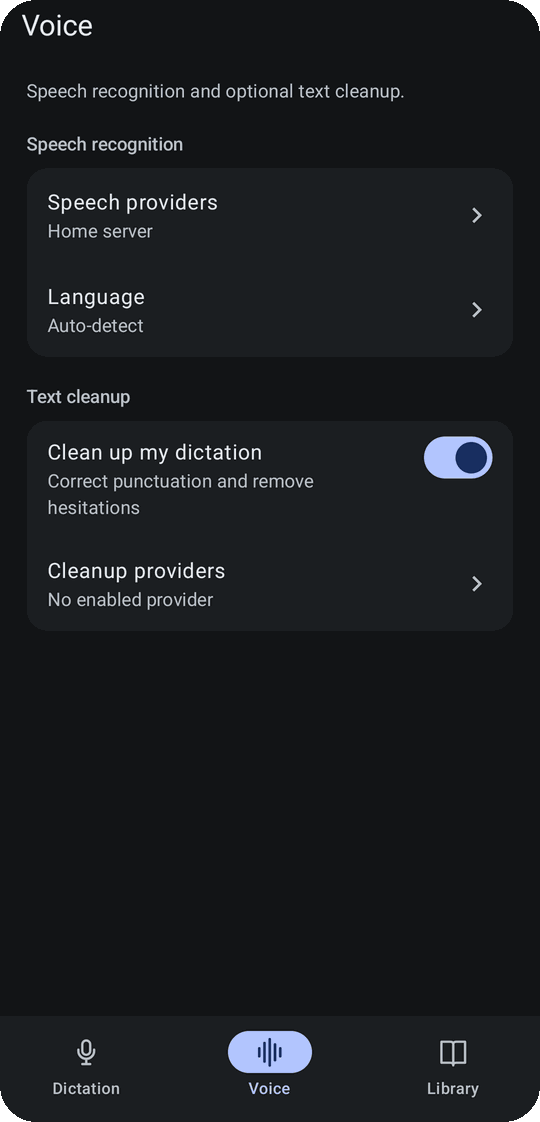 Voice
Speech recognition and optional text cleanup.
Speech recognition
Speech providers
Home server
Language
Auto-detect
Text cleanup
Clean up my dictation
Correct punctuation and remove
hesitations
Cleanup providers
No enabled provider
Dictation
Voice
Library